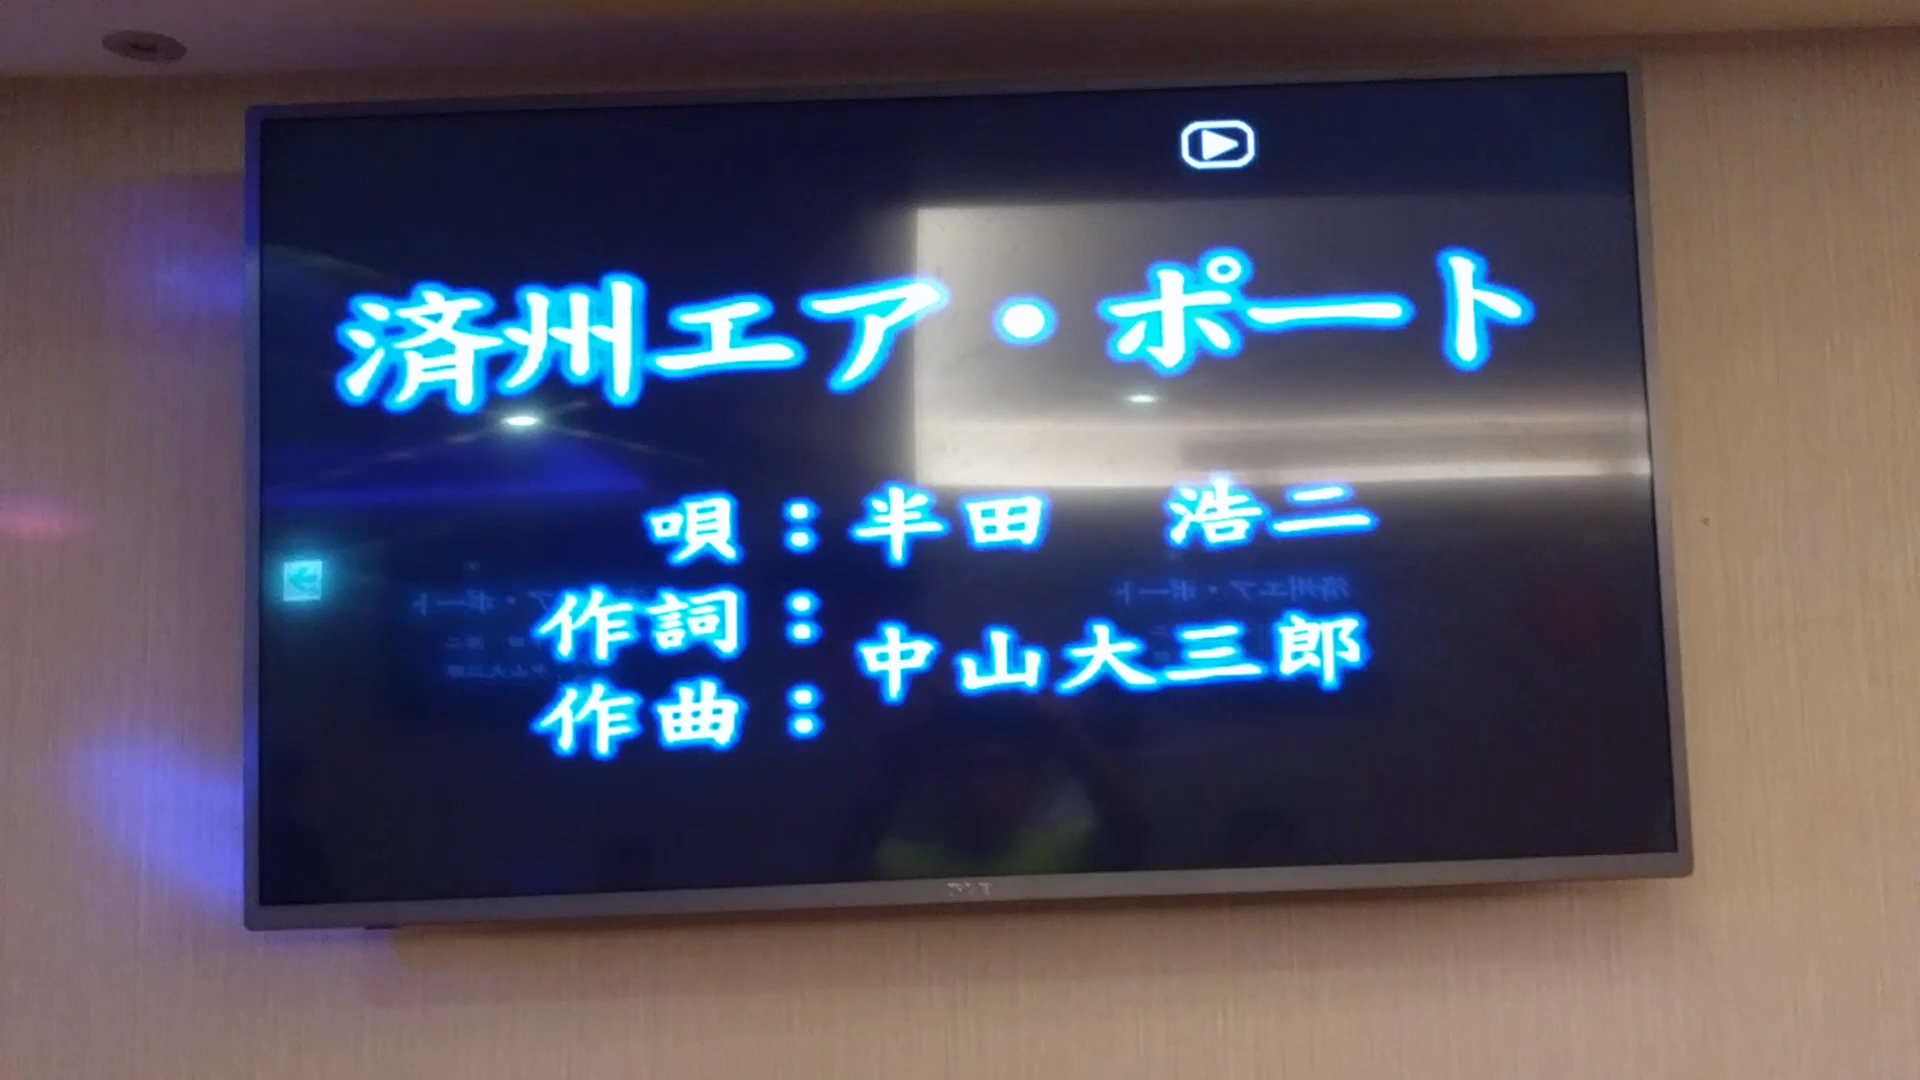 済州エア・ポート
唄：半田　浩二
作詞：
中山大三郎
作曲：